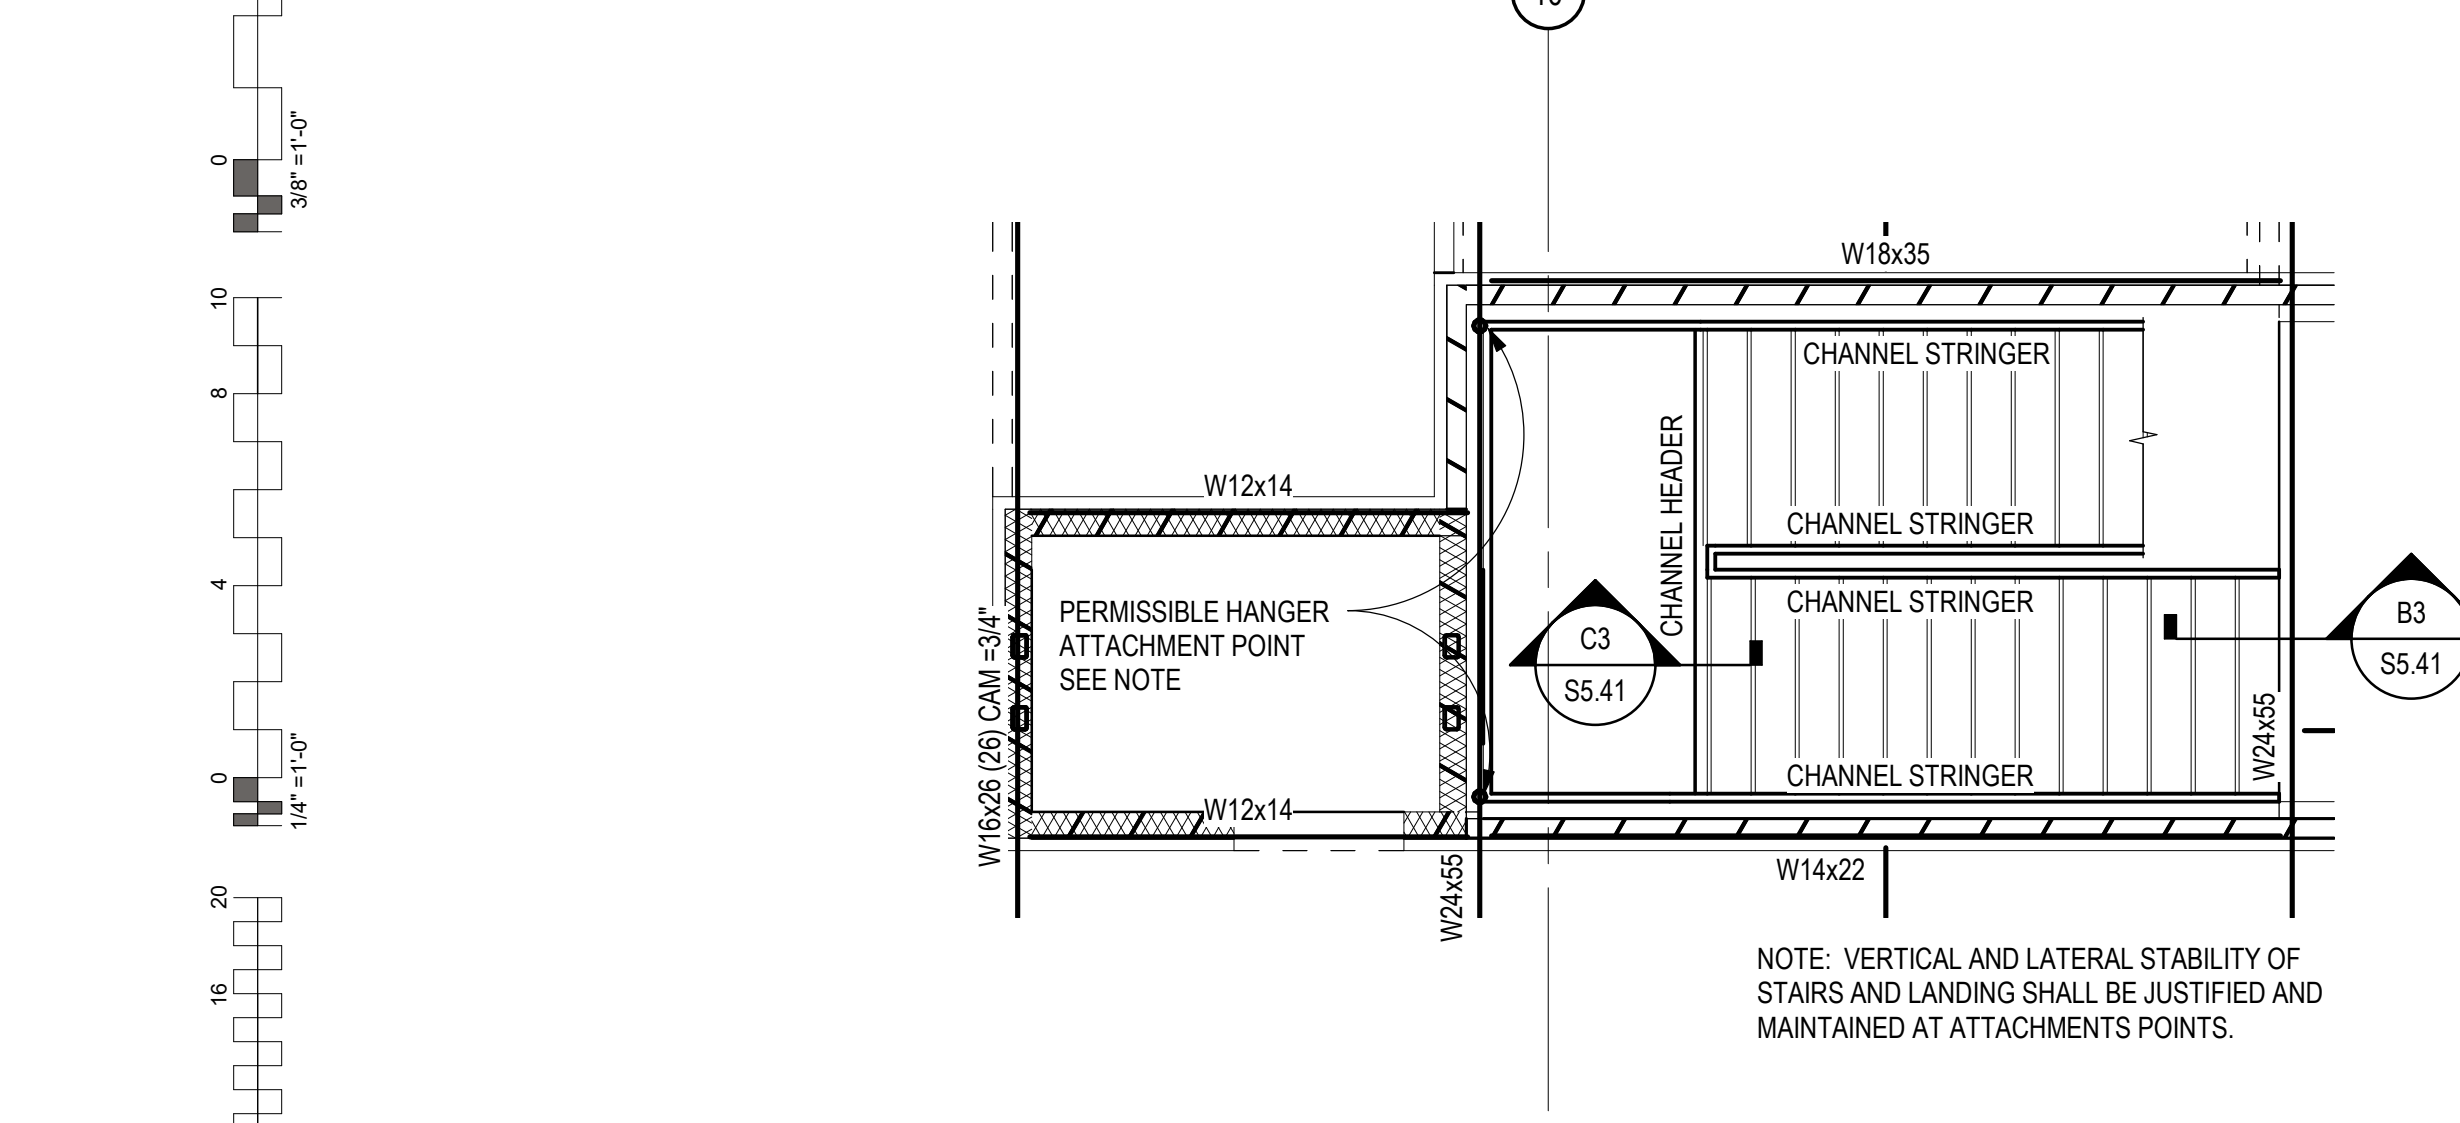 3/8" =1'-0"
0
10
8
4
0
1/4" =1'-0"
20
16
W18x35
CHANNEL STRINGER
CHANNEL HEADER
W12x14
CHANNEL STRINGER
PERMISSIBLE HANGER
ATTACHMENT POINT
SEE NOTE
CHANNEL STRINGER
C3
S5.41
B3
S5.41
W16x26 (26) CAM =3/4"
W24x55
CHANNEL STRINGER
W12x14
W24x55
W14x22
NOTE: VERTICAL AND LATERAL STABILITY OF
STAIRS AND LANDING SHALL BE JUSTIFIED AND
MAINTAINED AT ATTACHMENTS POINTS.